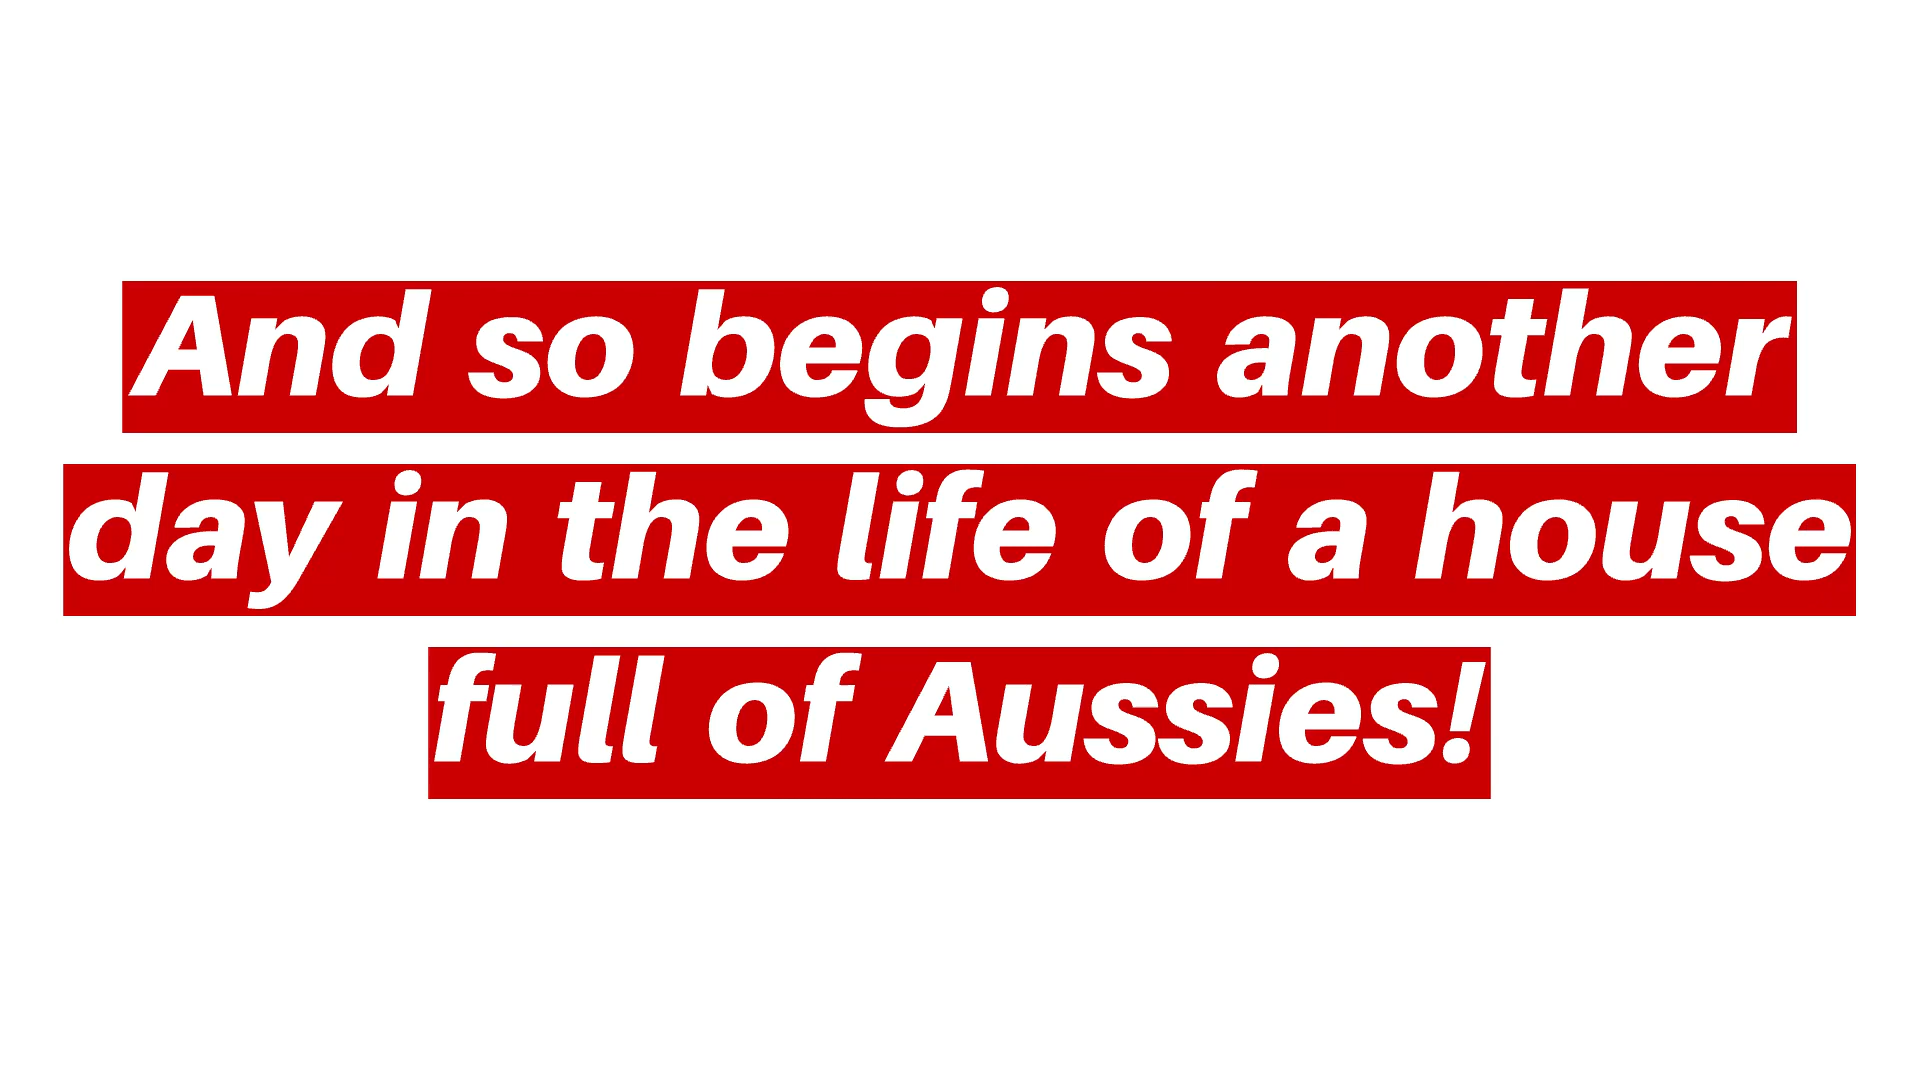 And so begins another
day in the life of a house
full of Aussies!